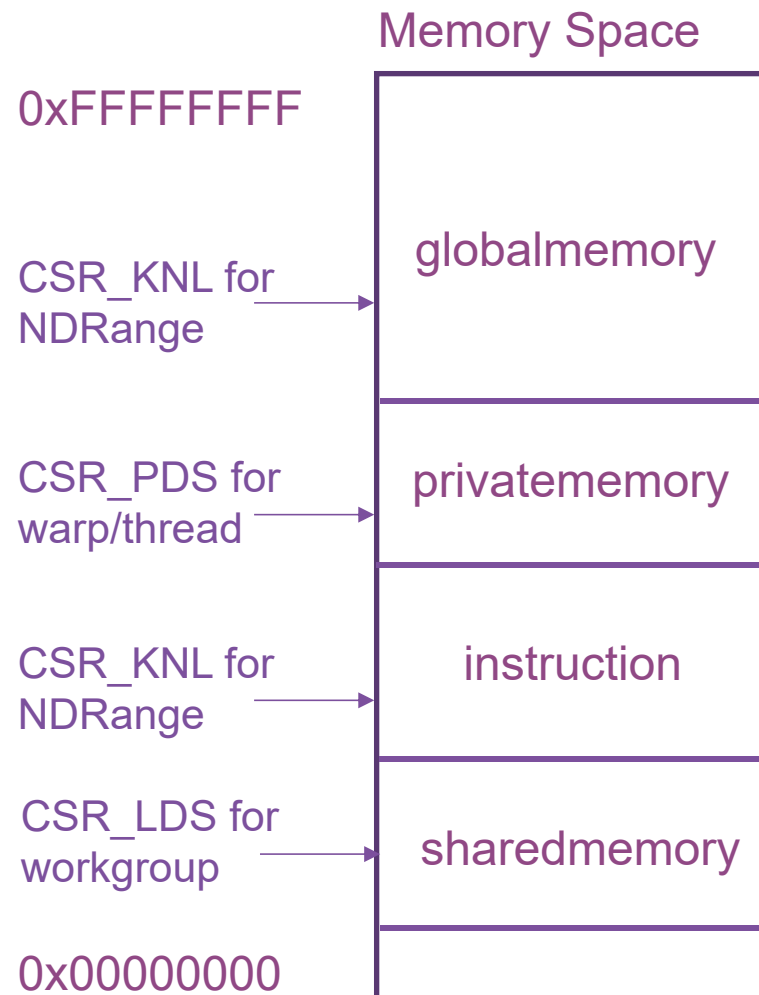 Memory Space
0xFFFFFFFF
globalmemory
CSR_KNL for
NDRange
CSR_PDS for
warp/thread
privatememory
CSR_KNL for
NDRange
instruction
CSR_LDS for
workgroup
sharedmemory
0x00000000